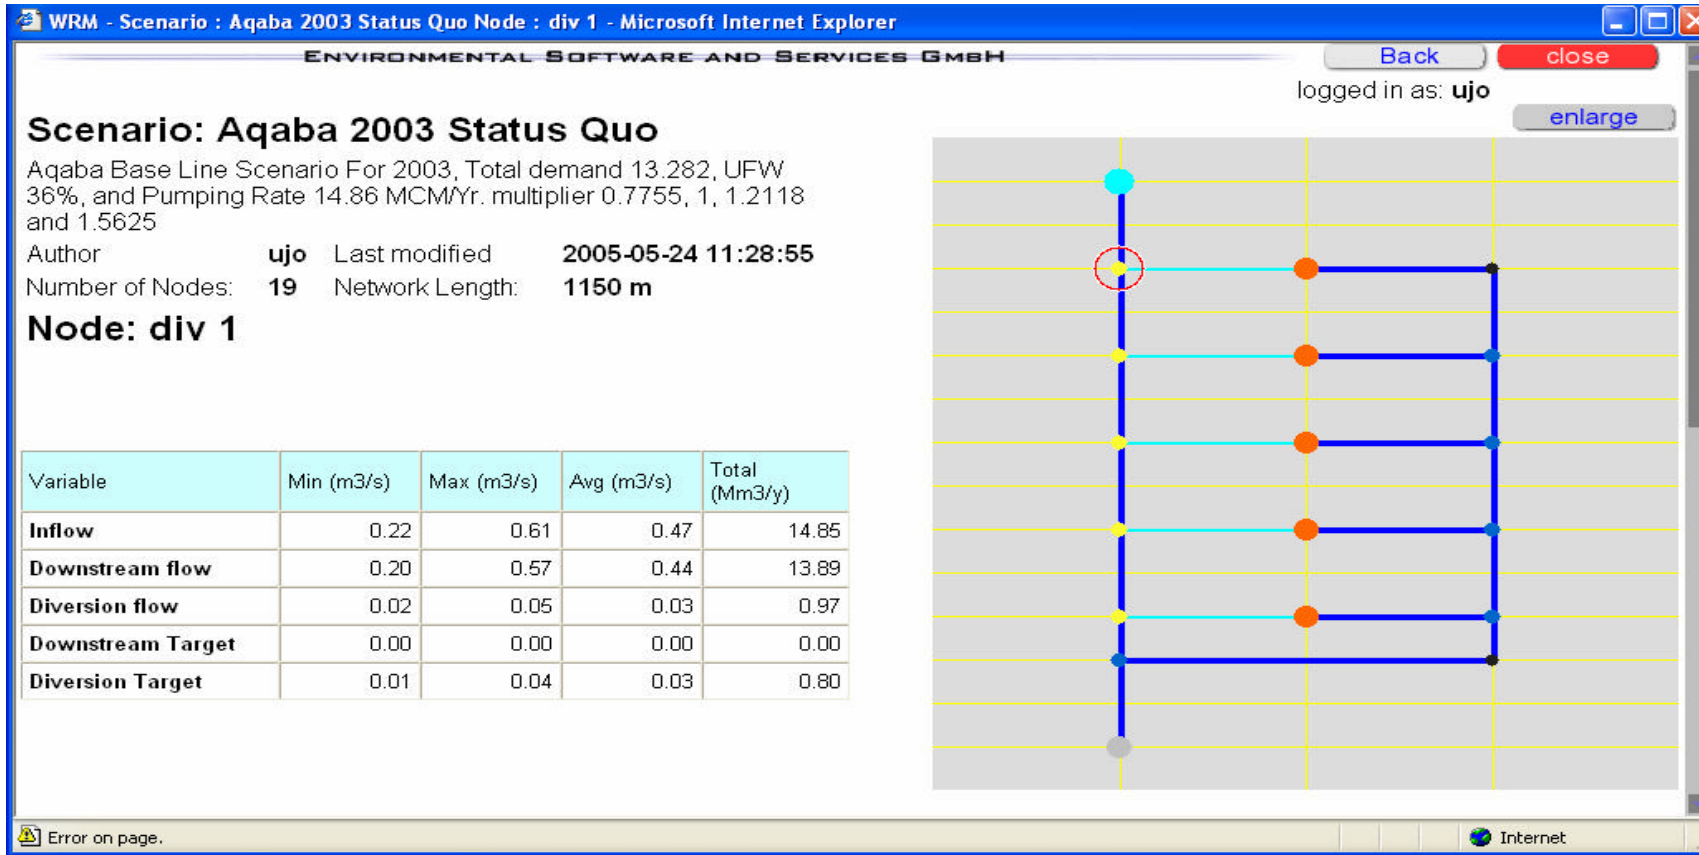 WRM - Scenario : Aqaba 2003 Status Quo Node : div 1 - Microsoft Internet Explorer
ENVIRONMENTAL SOFTWARE AND SERVICES GMBH
Back
close
logged in as: ujo
enlarge
Scenario: Aqaba 2003 Status Quo
Aqaba Base Line Scenario For 2003, Total demand 13.282, UFW
36%, and Pumping Rate 14.86 MCM/Yr. multiplier 0.7755, 1, 1.2118
and 1.5625
Author ujo Last modified 2005-05-24 11:28:55
Number of Nodes: 19 Network Length: 1150 m
Node: div 1
Variable Min (m3/s) Max (m3/s) Avg (m3/s) Total
(Mm3/y)
Inflow 0.22 0.61 0.47 14.85
Downstream flow 0.20 0.57 0.44 13.89
Diversion flow 0.02 0.05 0.03 0.97
Downstream Target 0.00 0.00 0.00 0.00
Diversion Target 0.01 0.04 0.03 0.80
Error on page.
Internet